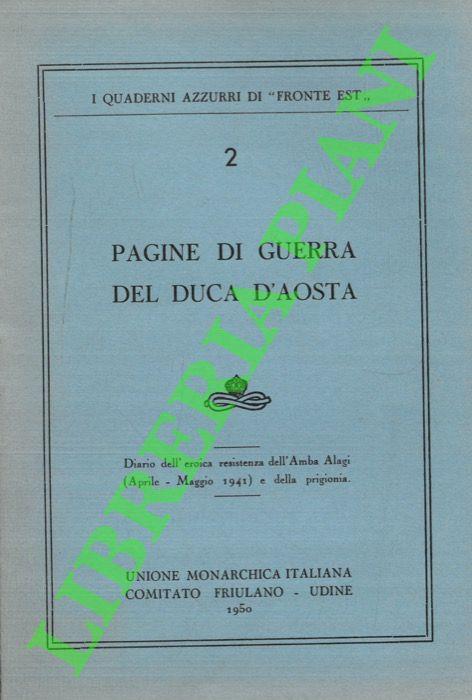 I QUADERNI AZZURRI DI "FRONTE EST„
2
PAGINE DI GUERRA
DEL DUCA D'AOSTA
Diario dell'eroica resistenza dell'Amba Alagi
(Aprile - Maggio 1941) e della prigionia.
UNIONE MONARCHICA ITALIANA
COMITATO FRIULANO - UDINE
1950
LIBRERIA PIANI